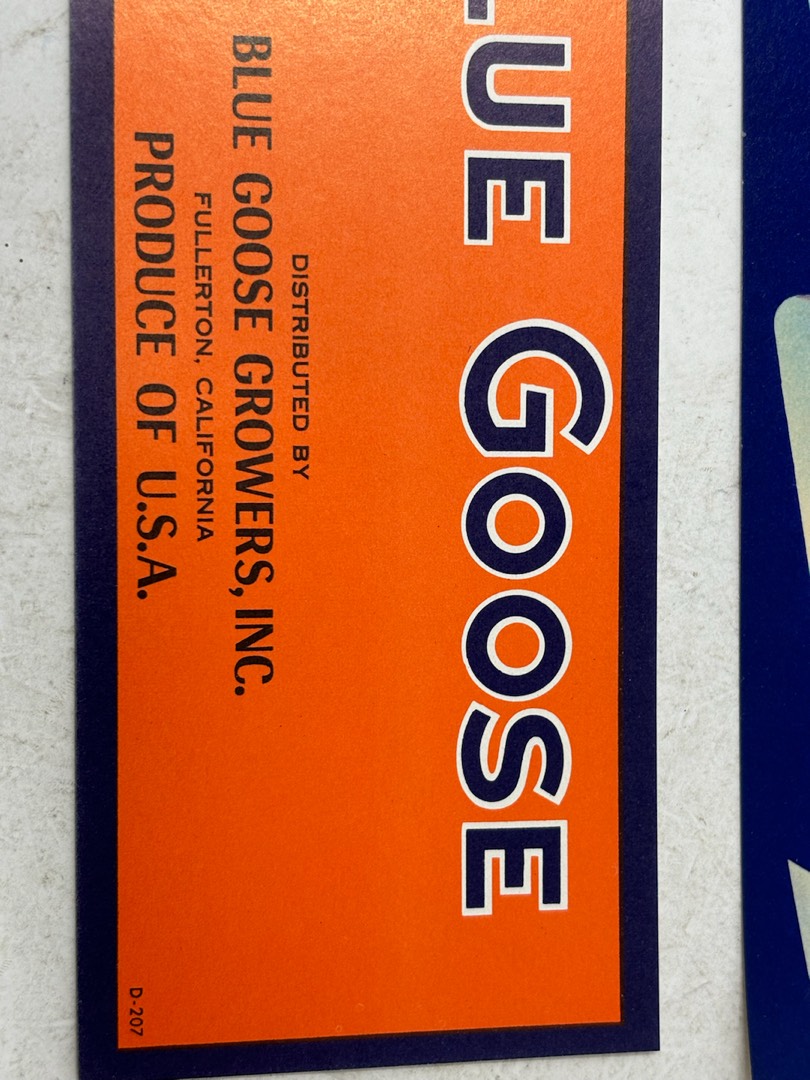 LUE GOOSE
DISTRIBUTED BY
BLUE GOOSE GROWERS, INC.
FULLERTON, CALIFORNIA
PRODUCE OF U.S.A.
D-207